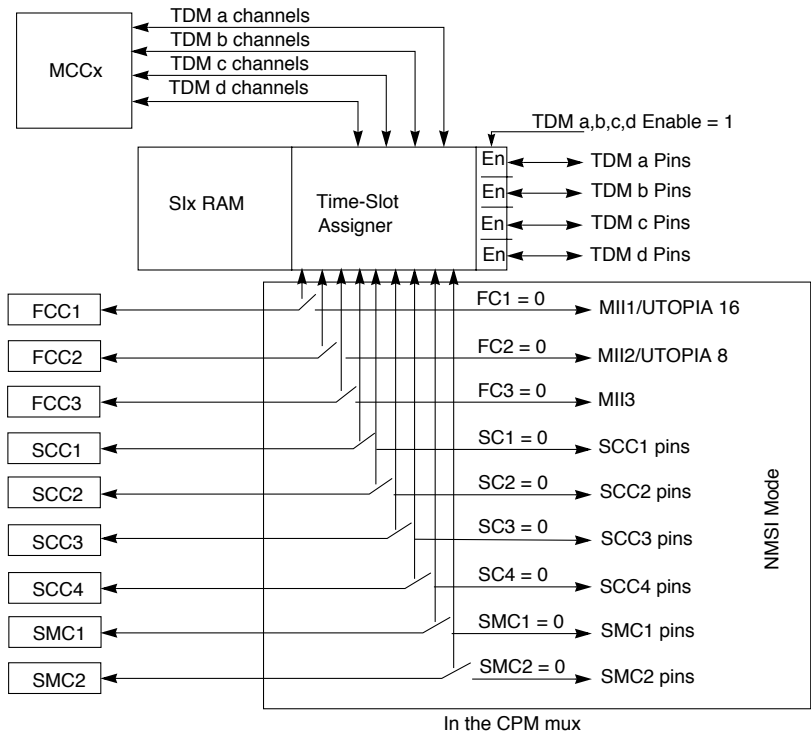 TDM a channels
TDM b channels
MCCx
TDM c channels
TDM d channels
TDM a,b,c,d Enable = 1
En
TDM a Pins
SIx RAM
Time-Slot
Assigner
En
TDM b Pins
En
TDM c Pins
En
TDM d Pins
FCC1
FC1 = 0
MII1/UTOPIA 16
FCC2
FC2 = 0
MII2/UTOPIA 8
FCC3
FC3 = 0
MII3
SCC1
SC1 = 0
SCC1 pins
SCC2
SC2 = 0
SCC2 pins
SCC3
SC3 = 0
SCC3 pins
SCC4
SC4 = 0
SCC4 pins
SMC1
SMC1 = 0
SMC1 pins
SMC2
SMC2 = 0
SMC2 pins
NMSI Mode
In the CPM mux